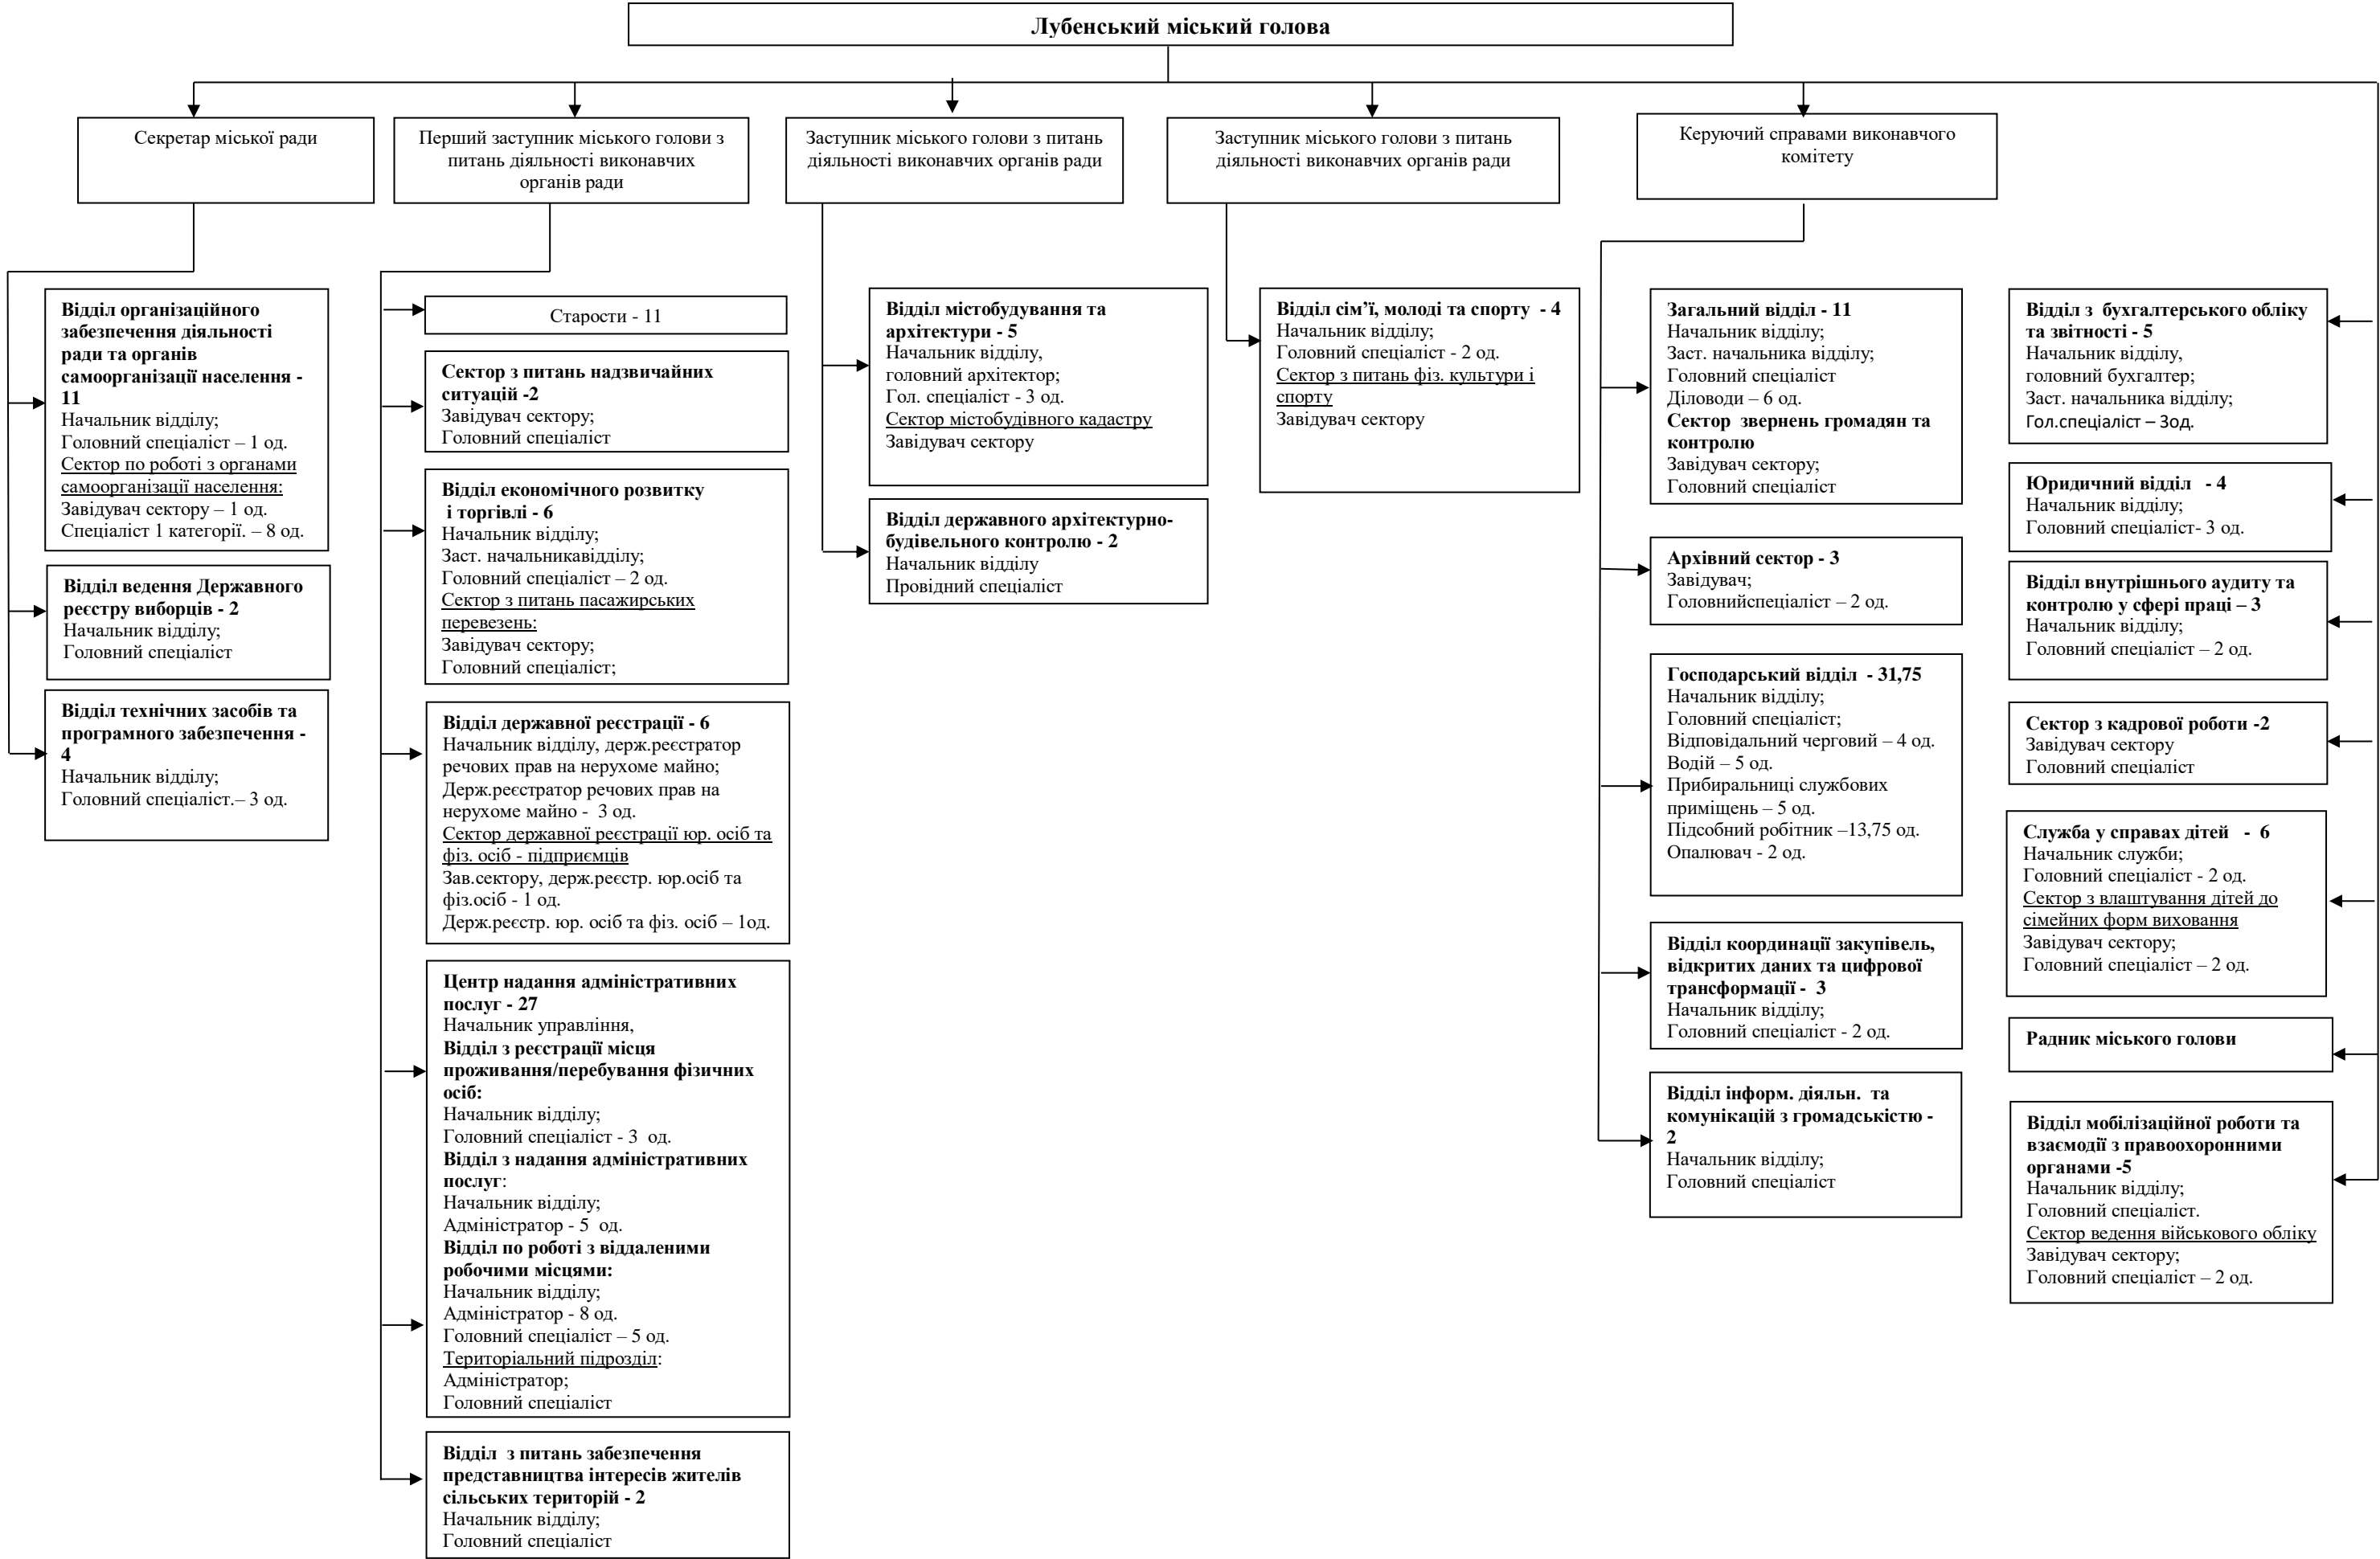 Лубенський міський голова
Секретар міської ради
Перший заступник міського голови з
питань діяльності виконавчих
органів ради
Заступник міського голови з питань
діяльності виконавчих органів ради
Заступник міського голови з питань
діяльності виконавчих органів ради
Керуючий справами виконавчого
комітету
Відділ організаційного
забезпечення діяльності
ради та органів
самоорганізації населення -
11
Начальник відділу;
Головний спеціаліст – 1 од.
Сектор по роботі з органами
самоорганізації населення:
Завідувач сектору – 1 од.
Спеціаліст 1 категорії. – 8 од.
Відділ ведення Державного
реєстру виборців - 2
Начальник відділу;
Головний спеціаліст
Відділ технічних засобів та
програмного забезпечення -
4
Начальник відділу;
Головний спеціаліст.– 3 од.
Старости - 11
Сектор з питань надзвичайних
ситуацій -2
Завідувач сектору;
Головний спеціаліст
Відділ економічного розвитку
і торгівлі - 6
Начальник відділу;
Заст. начальникавідділу;
Головний спеціаліст – 2 од.
Сектор з питань пасажирських
перевезень:
Завідувач сектору;
Головний спеціаліст;
Відділ державної реєстрації - 6
Начальник відділу, держ.реєстратор
речових прав на нерухоме майно;
Держ.реєстратор речових прав на
нерухоме майно -  3 од.
Сектор державної реєстрації юр. осіб та
фіз. осіб - підприємців
Зав.сектору, держ.реєстр. юр.осіб та
фіз.осіб - 1 од.
Держ.реєстр. юр. осіб та фіз. осіб – 1од.
Центр надання адміністративних
послуг - 27
Начальник управління,
Відділ з реєстрації місця
проживання/перебування фізичних
осіб:
Начальник відділу;
Головний спеціаліст - 3  од.
Відділ з надання адміністративних
послуг:
Начальник відділу;
Адміністратор - 5  од.
Відділ по роботі з віддаленими
робочими місцями:
Начальник відділу;
Адміністратор - 8 од.
Головний спеціаліст – 5 од.
Територіальний підрозділ:
Адміністратор;
Головний спеціаліст
Відділ  з питань забезпечення
представництва інтересів жителів
сільських територій - 2
Начальник відділу;
Головний спеціаліст
Відділ містобудування та
архітектури - 5
Начальник відділу,
головний архітектор;
Гол. спеціаліст - 3 од.
Сектор містобудівного кадастру
Завідувач сектору
Відділ державного архітектурно-
будівельного контролю - 2
Начальник відділу
Провідний спеціаліст
Відділ сім’ї, молоді та спорту  - 4
Начальник відділу;
Головний спеціаліст - 2 од.
Сектор з питань фіз. культури і
спорту
Завідувач сектору
Загальний відділ - 11
Начальник відділу;
Заст. начальника відділу;
Головний спеціаліст
Діловоди – 6 од.
Сектор  звернень громадян та
контролю
Завідувач сектору;
Головний спеціаліст
Архівний сектор - 3
Завідувач;
Головнийспеціаліст – 2 од.
Господарський відділ  - 31,75
Начальник відділу;
Головний спеціаліст;
Відповідальний черговий – 4 од.
Водій – 5 од.
Прибиральниці службових
приміщень – 5 од.
Підсобний робітник –13,75 од.
Опалювач - 2 од.
Відділ координації закупівель,
відкритих даних та цифрової
трансформації -  3
Начальник відділу;
Головний спеціаліст - 2 од.
Відділ інформ. діяльн.  та
комунікацій з громадськістю -
2
Начальник відділу;
Головний спеціаліст
Відділ з  бухгалтерського обліку
та звітності - 5
Начальник відділу,
головний бухгалтер;
Заст. начальника відділу;
Гол.спеціаліст – 3од.
Юридичний відділ   - 4
Начальник відділу;
Головний спеціаліст- 3 од.
Відділ внутрішнього аудиту та
контролю у сфері праці – 3
Начальник відділу;
Головний спеціаліст – 2 од.
Сектор з кадрової роботи -2
Завідувач сектору
Головний спеціаліст
Служба у справах дітей   -  6
Начальник служби;
Головний спеціаліст - 2 од.
Сектор з влаштування дітей до
сімейних форм виховання
Завідувач сектору;
Головний спеціаліст – 2 од.
Радник міського голови
Відділ мобілізаційної роботи та
взаємодії з правоохоронними
органами -5
Начальник відділу;
Головний спеціаліст.
Сектор ведення військового обліку
Завідувач сектору;
Головний спеціаліст – 2 од.